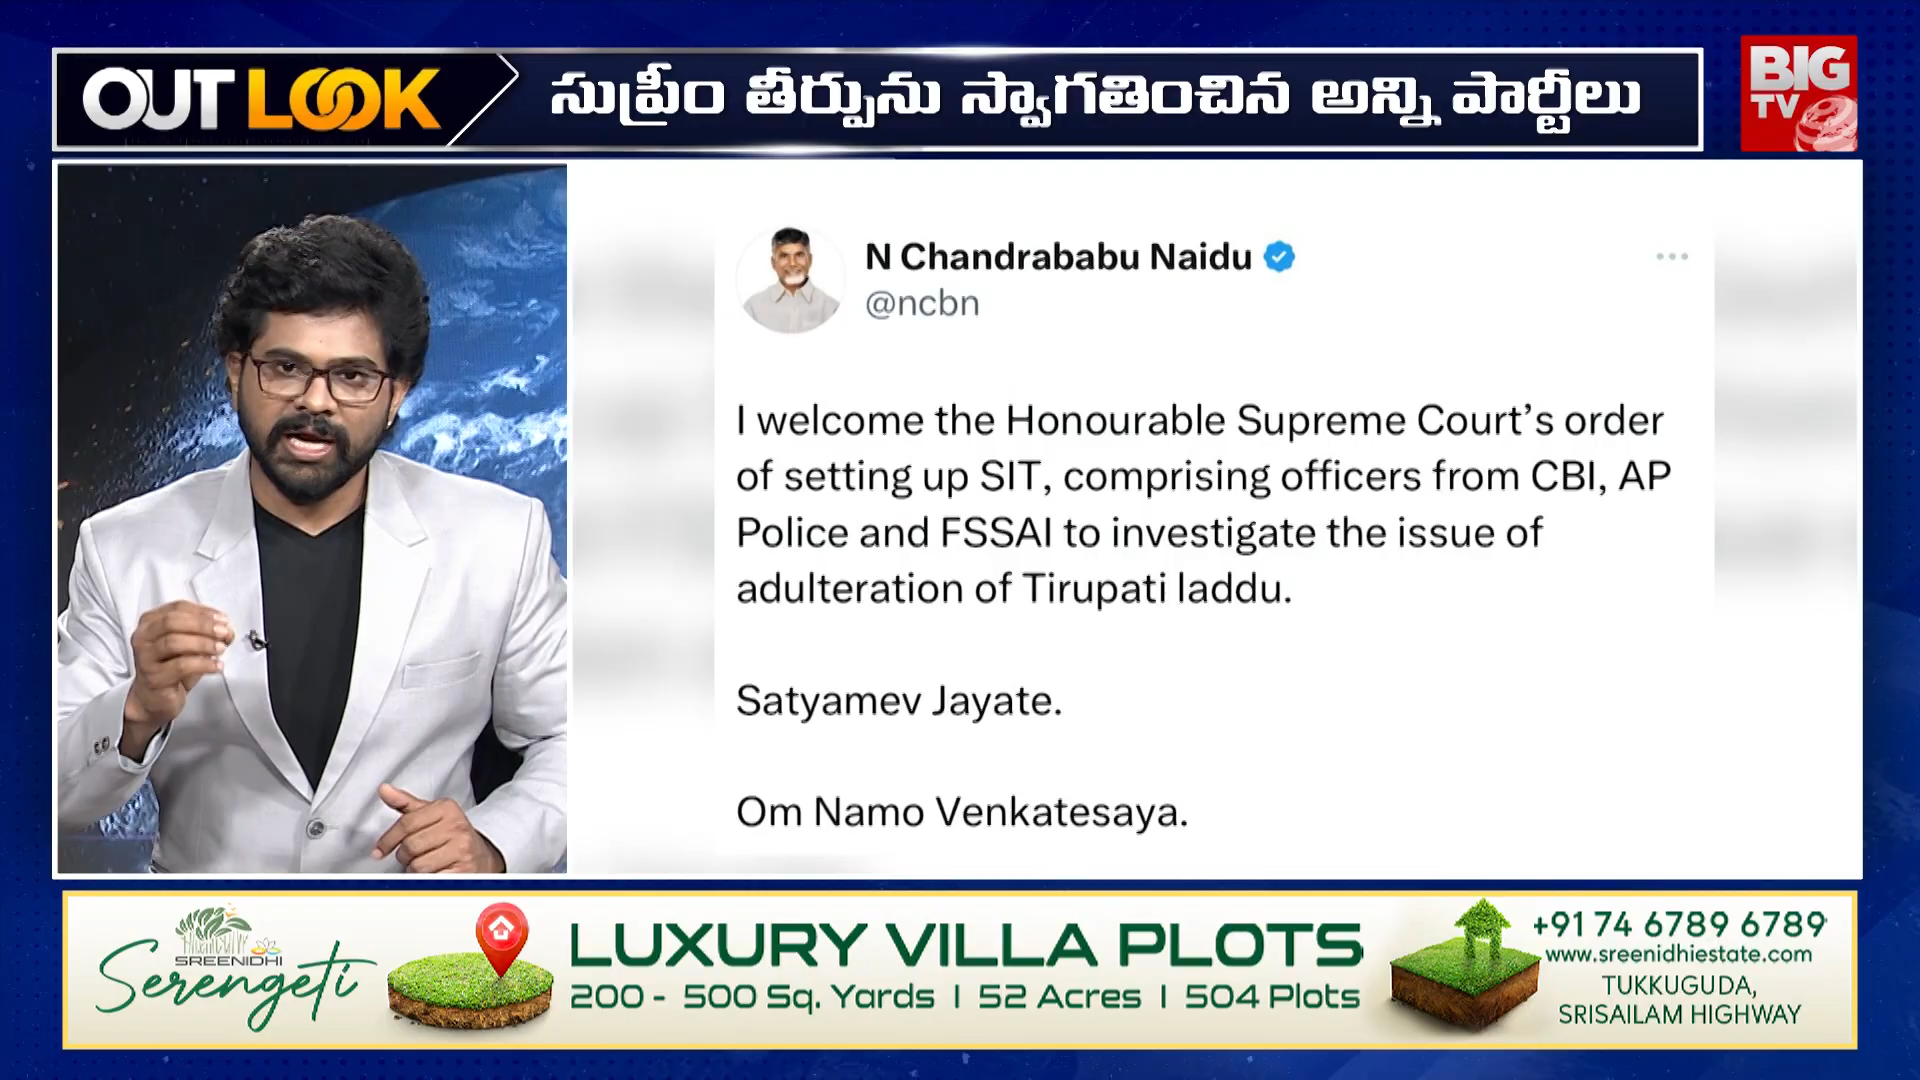 OUT LOOK
సుప్రీం తీర్పును స్వాగతించిన అన్ని పార్టీలు
BIG
TV
N Chandrababu Naidu
@ncbn
I welcome the Honourable Supreme Court’s order
of setting up SIT, comprising officers from CBI, AP
Police and FSSAI to investigate the issue of
adulteration of Tirupati laddu.
Satyamev Jayate.
Om Namo Venkatesaya.
SREENIDHI
Serengeti
LUXURY VILLA PLOTS
200 - 500 Sq. Yards I 52 Acres I 504 Plots
+91 74 6789 6789
www.sreenidhiestate.com
TUKKUGUDA,
SRISAILAM HIGHWAY